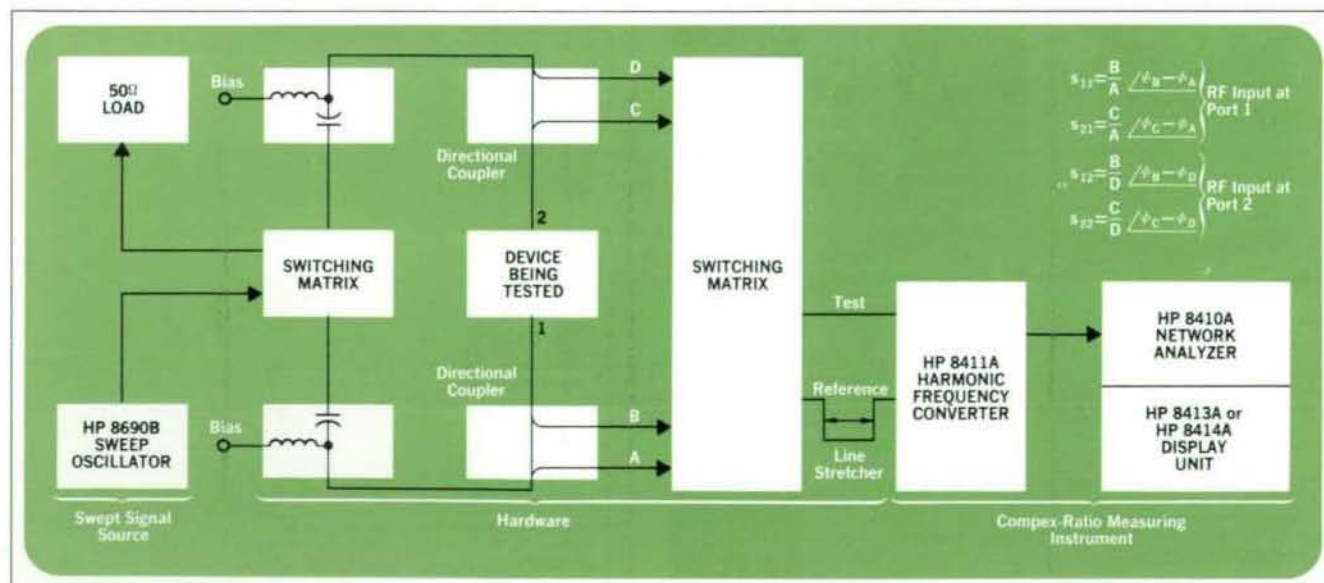 50Ω
LOAD
Bias
D
C
Directional
Coupler
s₁₁=B/A ∠ϕB−ϕA
s₂₁=C/A ∠ϕC−ϕA
RF Input at
Port 1
s₁₂=B/D ∠ϕB−ϕD
s₂₂=C/D ∠ϕC−ϕD
RF Input at
Port 2
SWITCHING
MATRIX
2
DEVICE
BEING
TESTED
1
SWITCHING
MATRIX
Test
Reference
Line
Stretcher
HP 8411A
HARMONIC
FREQUENCY
CONVERTER
HP 8410A
NETWORK
ANALYZER
HP 8413A or
HP 8414A
DISPLAY
UNIT
HP 8690B
SWEEP
OSCILLATOR
Bias
Directional
Coupler
B
A
Swept Signal
Source
Hardware
Compex-Ratio Measuring
Instrument